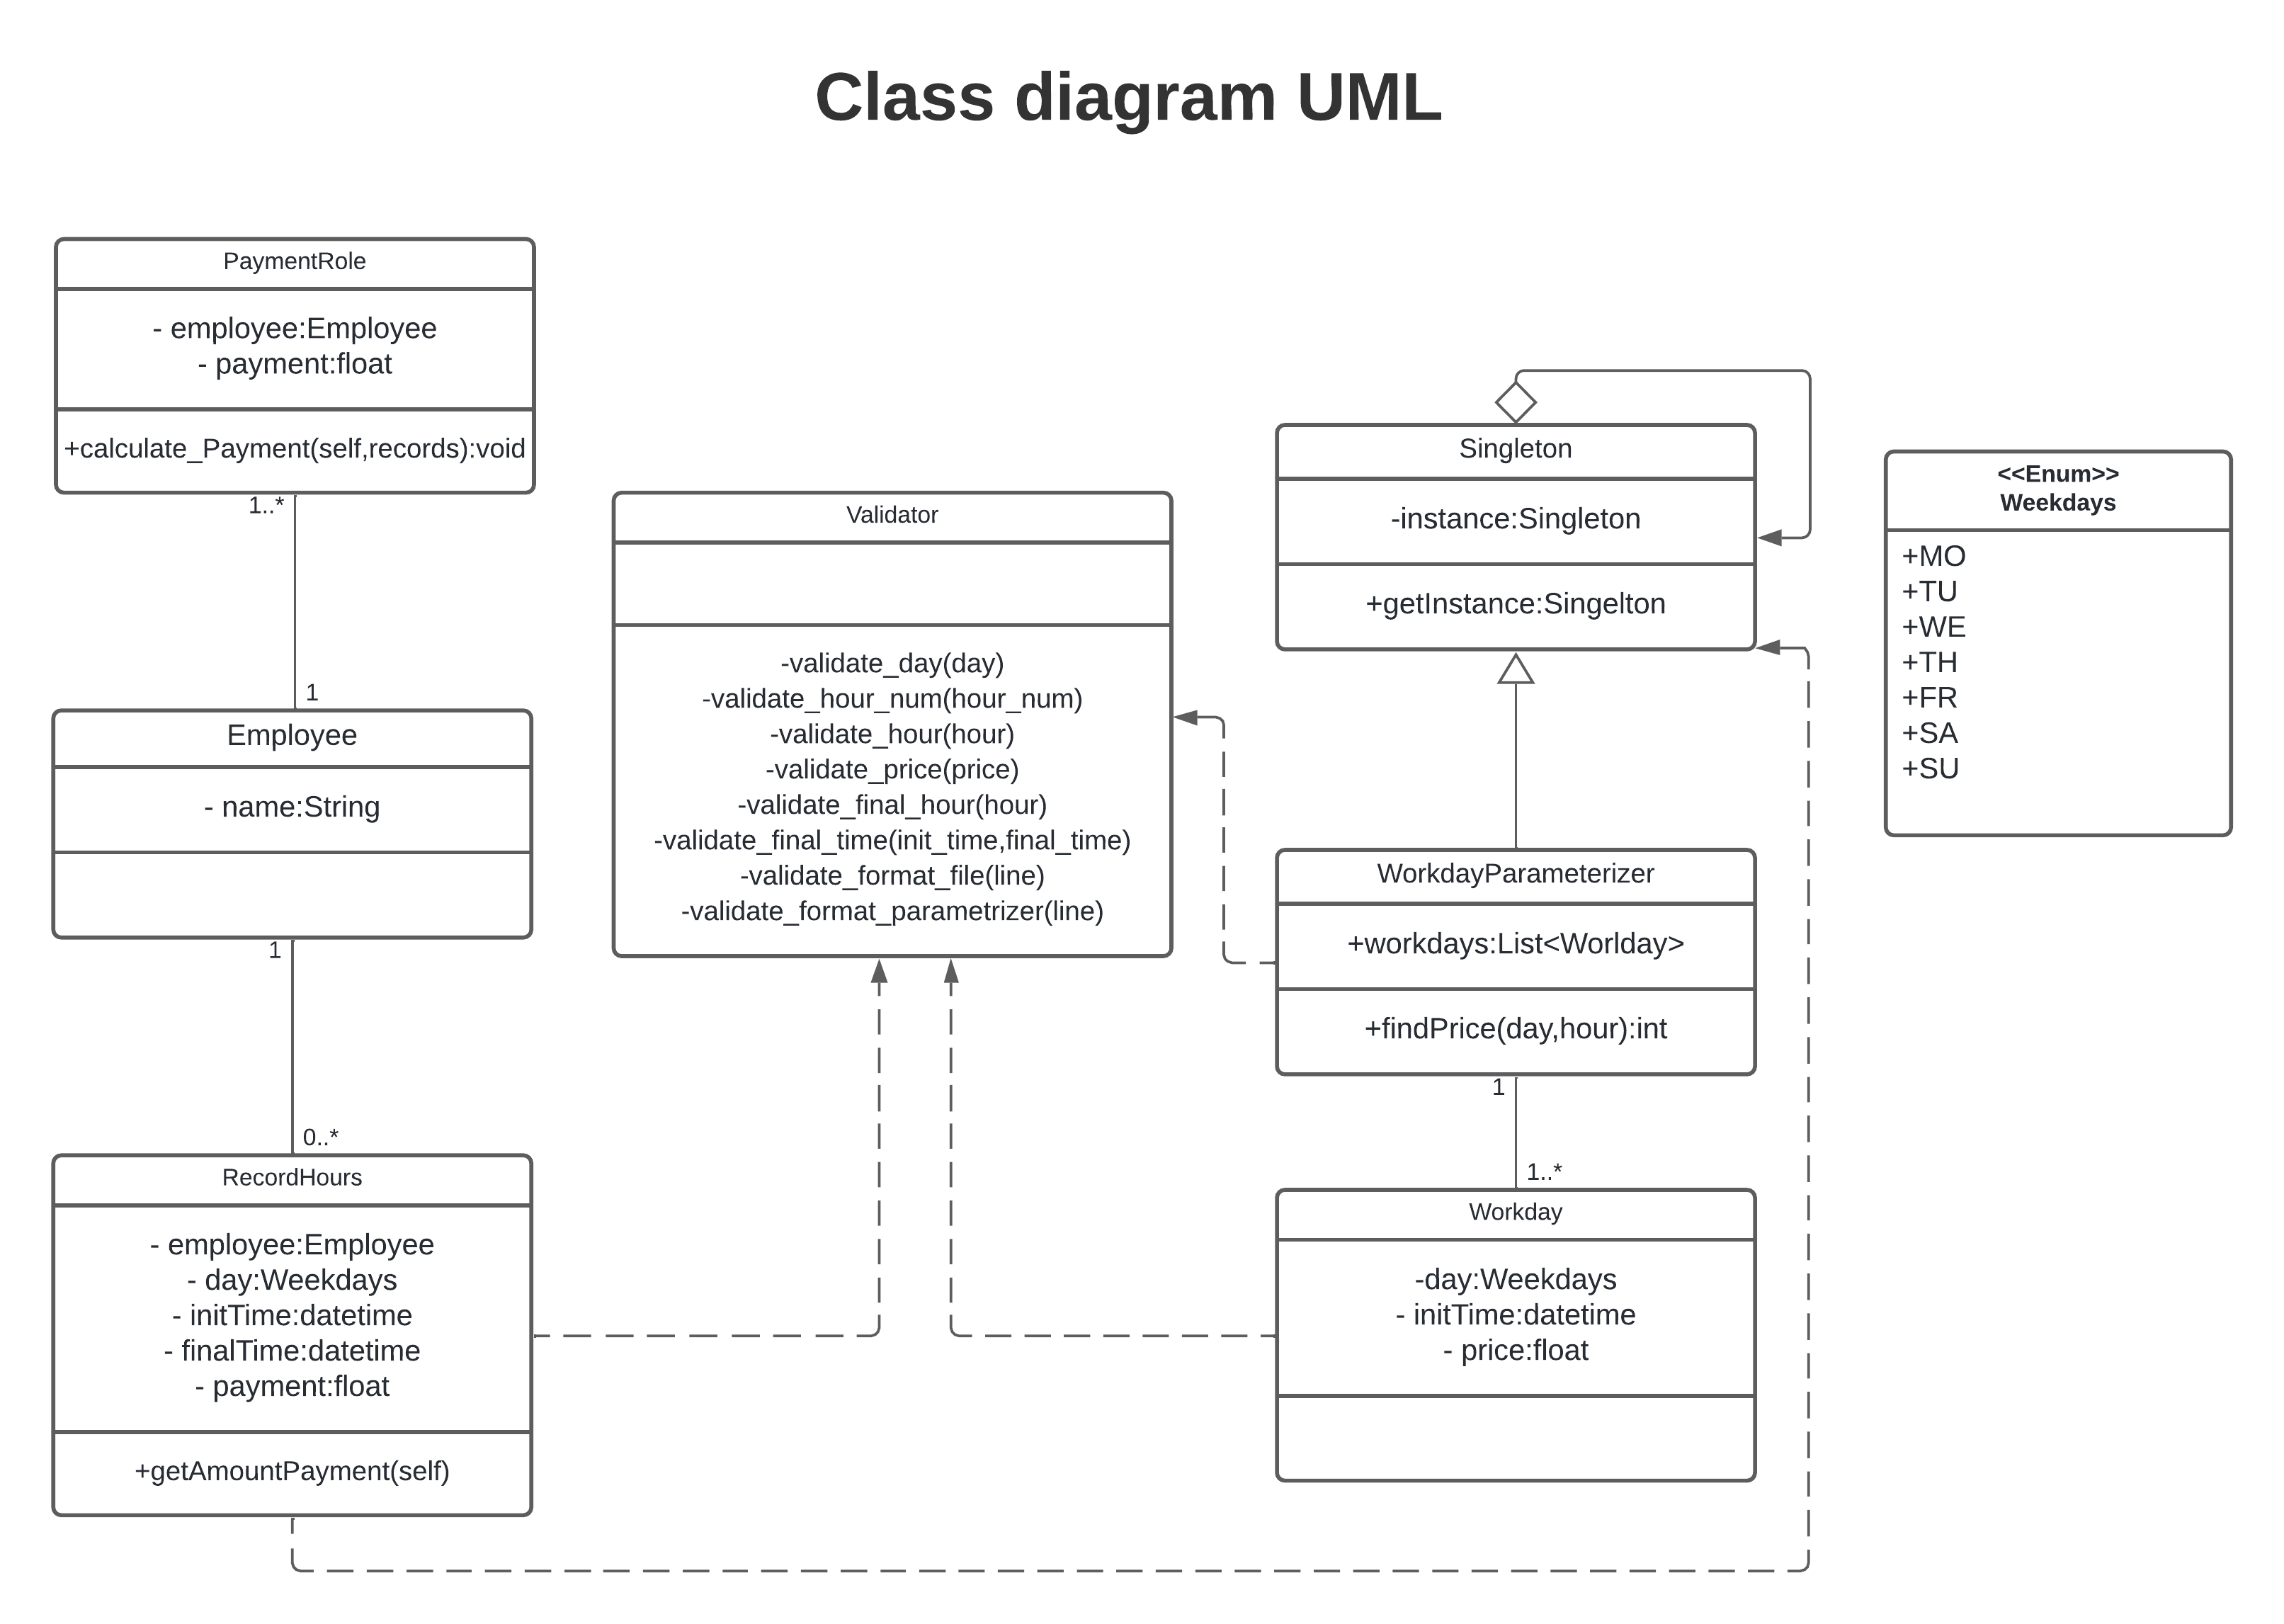 Class diagram UML
PaymentRole
- employee:Employee
- payment:float
+calculate_Payment(self,records):void
1..*
1
Employee
- name:String
1
0..*
RecordHours
- employee:Employee
- day:Weekdays
- initTime:datetime
- finalTime:datetime
- payment:float
+getAmountPayment(self)
Validator
-validate_day(day)
-validate_hour_num(hour_num)
-validate_hour(hour)
-validate_price(price)
-validate_final_hour(hour)
-validate_final_time(init_time,final_time)
-validate_format_file(line)
-validate_format_parametrizer(line)
Singleton
-instance:Singleton
+getInstance:Singelton
WorkdayParameterizer
+workdays:List<Worlday>
+findPrice(day,hour):int
1
1..*
Workday
-day:Weekdays
- initTime:datetime
- price:float
<<Enum>>
Weekdays
+MO
+TU
+WE
+TH
+FR
+SA
+SU